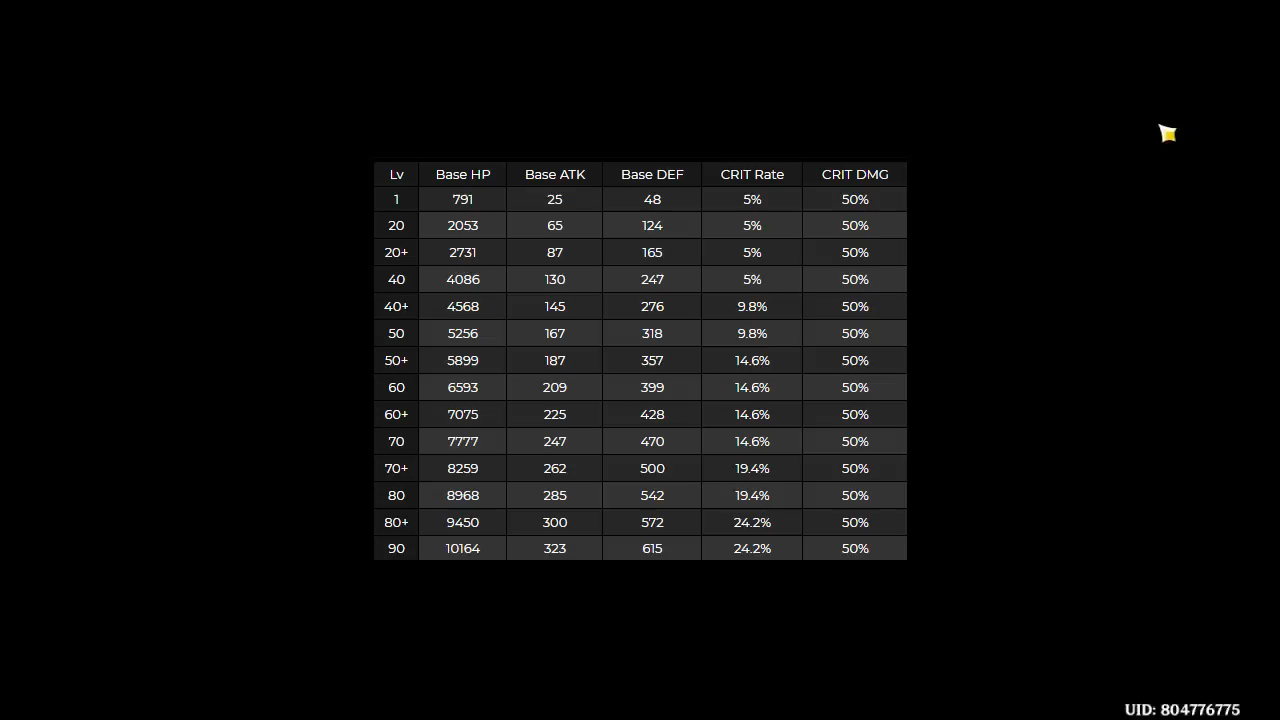 Lv Base HP Base ATK Base DEF CRIT Rate CRIT DMG
1 791 25 48 5% 50%
20 2053 65 124 5% 50%
20+ 2731 87 165 5% 50%
40 4086 130 247 5% 50%
40+ 4568 145 276 9.8% 50%
50 5256 167 318 9.8% 50%
50+ 5899 187 357 14.6% 50%
60 6593 209 399 14.6% 50%
60+ 7075 225 428 14.6% 50%
70 7777 247 470 14.6% 50%
70+ 8259 262 500 19.4% 50%
80 8968 285 542 19.4% 50%
80+ 9450 300 572 24.2% 50%
90 10164 323 615 24.2% 50%
UID: 804776775